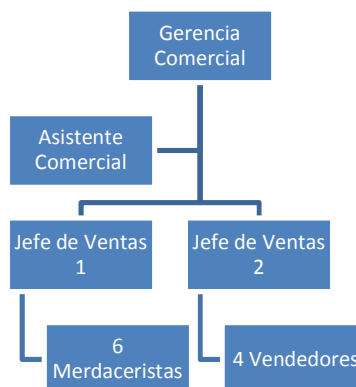 Gerencia
Comercial
Asistente
Comercial
Jefe de Ventas
1
Jefe de Ventas
2
6
Merdaceristas
4 Vendedores